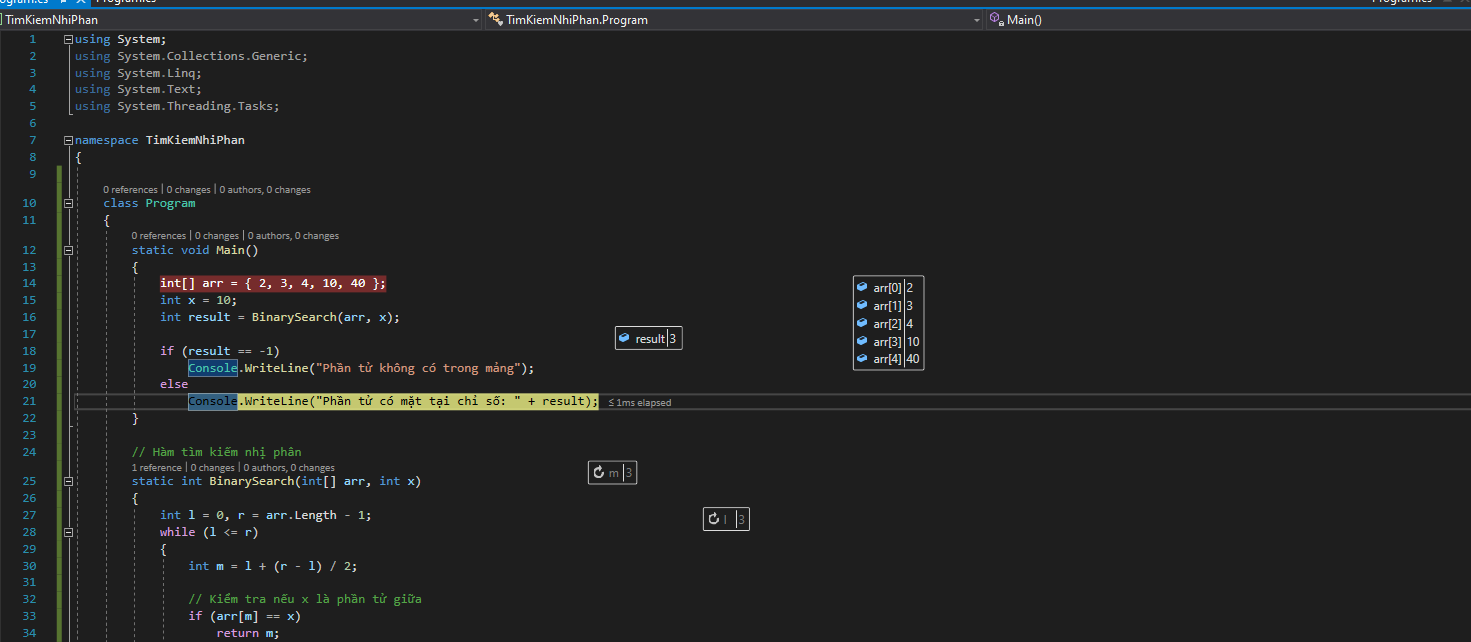 TimKiemNhiPhan
TimKiemNhiPhan.Program
Main()
1 using System;
2 using System.Collections.Generic;
3 using System.Linq;
4 using System.Text;
5 using System.Threading.Tasks;
6
7 namespace TimKiemNhiPhan
8 {
9
0 references | 0 changes | 0 authors, 0 changes
10 class Program
11 {
0 references | 0 changes | 0 authors, 0 changes
12 static void Main()
13 {
14 int[] arr = { 2, 3, 4, 10, 40 };
15 int x = 10;
16 int result = BinarySearch(arr, x);
17
18 if (result == -1)
19 Console.WriteLine("Phần tử không có trong mảng");
20 else
21 Console.WriteLine("Phần tử có mặt tại chỉ số: " + result); ≤ 1ms elapsed
22 }
23
24 // Hàm tìm kiếm nhị phân
1 reference | 0 changes | 0 authors, 0 changes
25 static int BinarySearch(int[] arr, int x)
26 {
27 int l = 0, r = arr.Length - 1;
28 while (l <= r)
29 {
30 int m = l + (r - l) / 2;
31
32 // Kiểm tra nếu x là phần tử giữa
33 if (arr[m] == x)
34 return m;
result 3
arr[0] 2
arr[1] 3
arr[2] 4
arr[3] 10
arr[4] 40
m 3
l 3